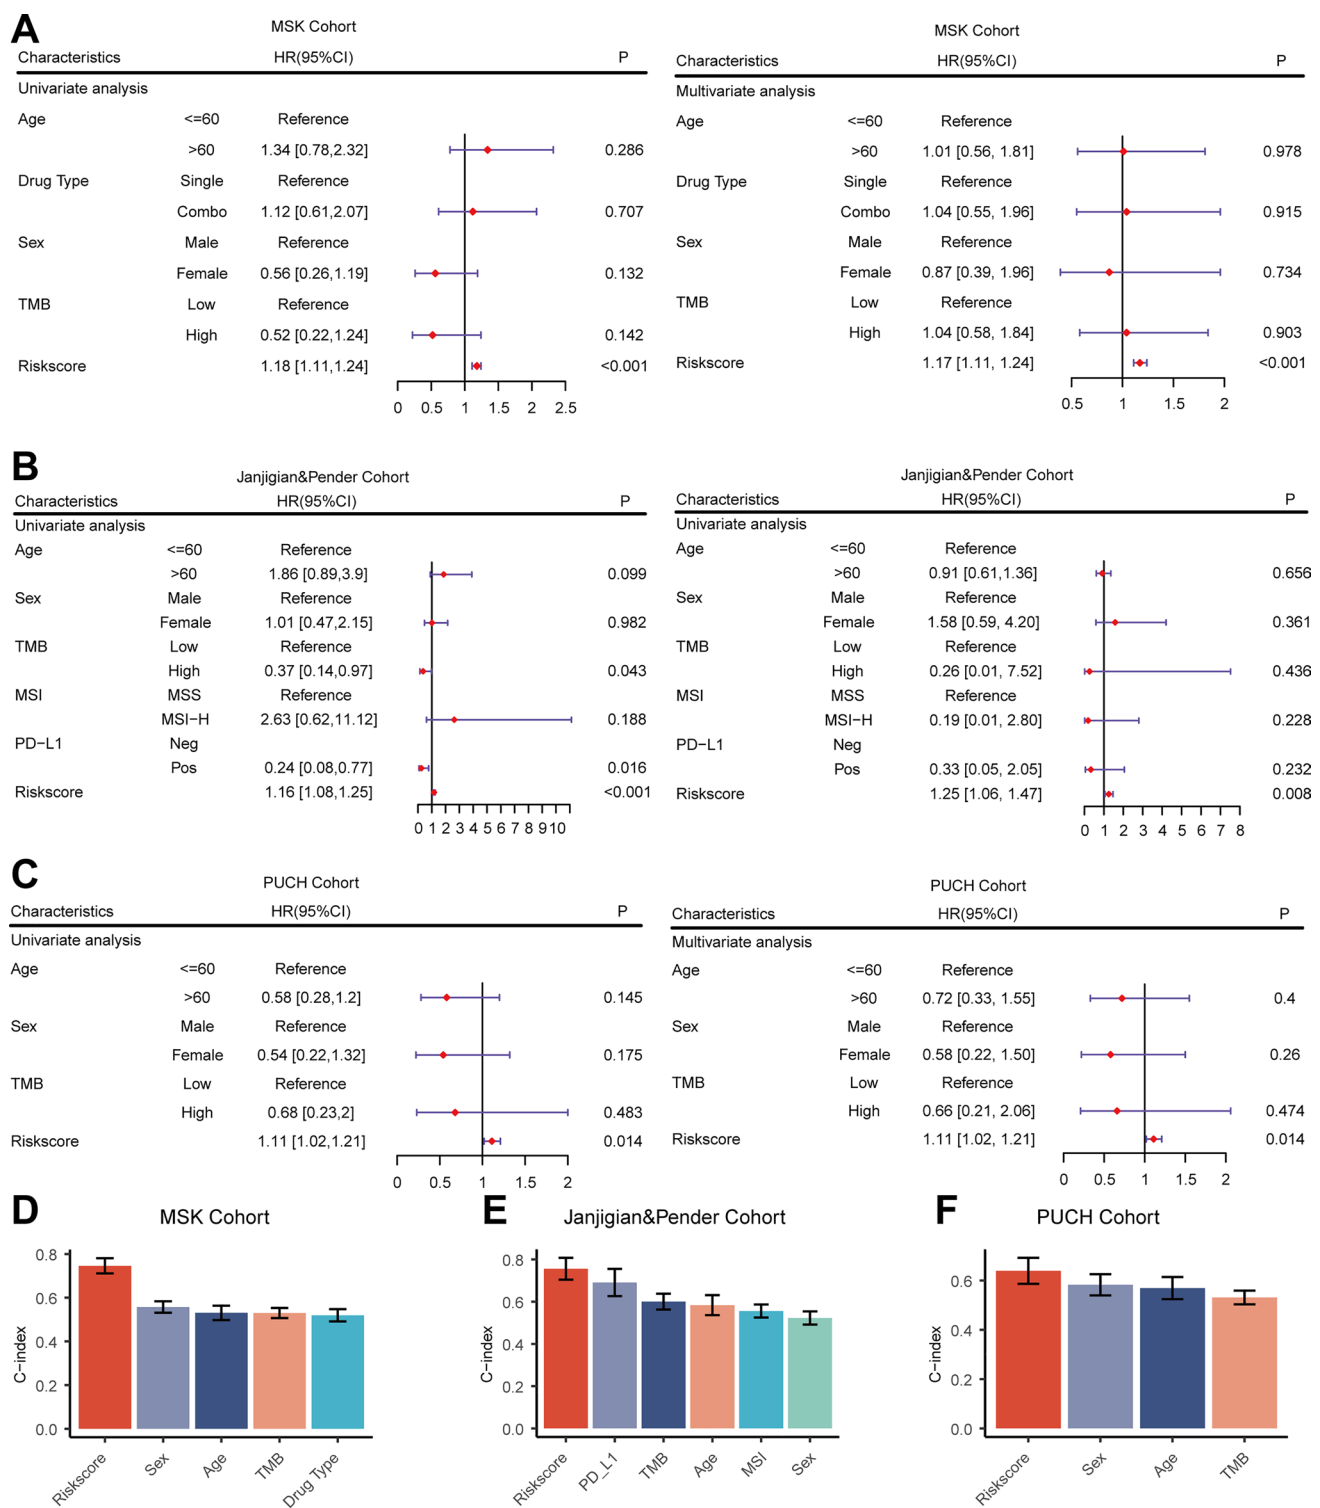 A
MSK Cohort
Characteristics HR(95%CI) P
Univariate analysis
Age <=60 Reference
>60 1.34 [0.78,2.32] 0.286
Drug Type Single Reference
Combo 1.12 [0.61,2.07] 0.707
Sex Male Reference
Female 0.56 [0.26,1.19] 0.132
TMB Low Reference
High 0.52 [0.22,1.24] 0.142
Riskscore 1.18 [1.11,1.24] <0.001
0 0.5 1 1.5 2 2.5
MSK Cohort
Characteristics HR(95%CI) P
Multivariate analysis
Age <=60 Reference
>60 1.01 [0.56, 1.81] 0.978
Drug Type Single Reference
Combo 1.04 [0.55, 1.96] 0.915
Sex Male Reference
Female 0.87 [0.39, 1.96] 0.734
TMB Low Reference
High 1.04 [0.58, 1.84] 0.903
Riskscore 1.17 [1.11, 1.24] <0.001
0.5 1 1.5 2
B
Janjigian&Pender Cohort
Characteristics HR(95%CI) P
Univariate analysis
Age <=60 Reference
>60 1.86 [0.89,3.9] 0.099
Sex Male Reference
Female 1.01 [0.47,2.15] 0.982
TMB Low Reference
High 0.37 [0.14,0.97] 0.043
MSI MSS Reference
MSI-H 2.63 [0.62,11.12] 0.188
PD-L1 Neg
Pos 0.24 [0.08,0.77] 0.016
Riskscore 1.16 [1.08,1.25] <0.001
0 1 2 3 4 5 6 7 8 9 10
Janjigian&Pender Cohort
Characteristics HR(95%CI) P
Univariate analysis
Age <=60 Reference
>60 0.91 [0.61,1.36] 0.656
Sex Male Reference
Female 1.58 [0.59, 4.20] 0.361
TMB Low Reference
High 0.26 [0.01, 7.52] 0.436
MSI MSS Reference
MSI-H 0.19 [0.01, 2.80] 0.228
PD-L1 Neg
Pos 0.33 [0.05, 2.05] 0.232
Riskscore 1.25 [1.06, 1.47] 0.008
0 1 2 3 4 5 6 7 8
C
PUCH Cohort
Characteristics HR(95%CI) P
Univariate analysis
Age <=60 Reference
>60 0.58 [0.28,1.2] 0.145
Sex Male Reference
Female 0.54 [0.22,1.32] 0.175
TMB Low Reference
High 0.68 [0.23,2] 0.483
Riskscore 1.11 [1.02,1.21] 0.014
0 0.5 1 1.5 2
PUCH Cohort
Characteristics HR(95%CI) P
Multivariate analysis
Age <=60 Reference
>60 0.72 [0.33, 1.55] 0.4
Sex Male Reference
Female 0.58 [0.22, 1.50] 0.26
TMB Low Reference
High 0.66 [0.21, 2.06] 0.474
Riskscore 1.11 [1.02, 1.21] 0.014
0 0.5 1 1.5 2
D
MSK Cohort
C-index
0.8
0.6
0.4
0.2
0.0
Riskscore Sex Age TMB Drug Type
E
Janjigian&Pender Cohort
C-index
0.8
0.6
0.4
0.2
0.0
Riskscore PD_L1 TMB Age MSI Sex
F
PUCH Cohort
C-index
0.6
0.4
0.2
0.0
Riskscore Sex Age TMB